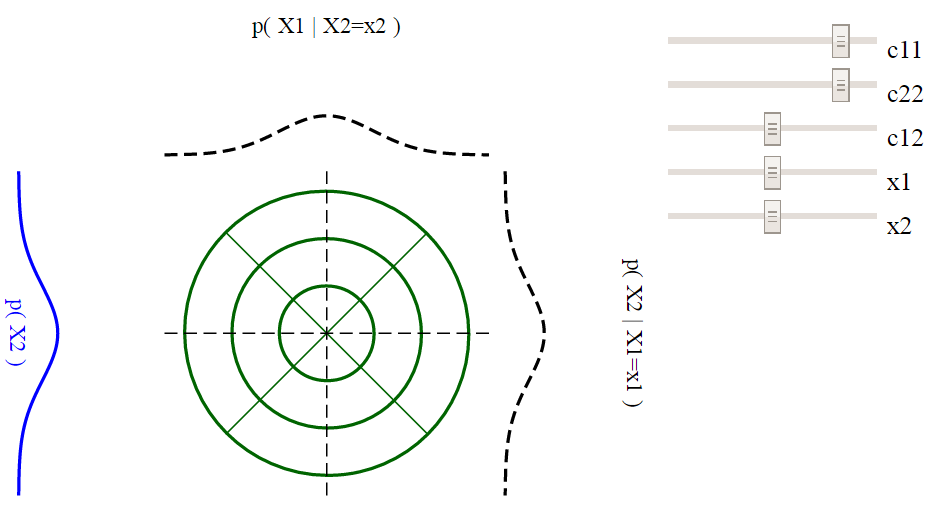 p( X1 | X2=x2 )
c11
c22
c12
x1
x2
p( X2 | X1=x1 )
p( X2 )